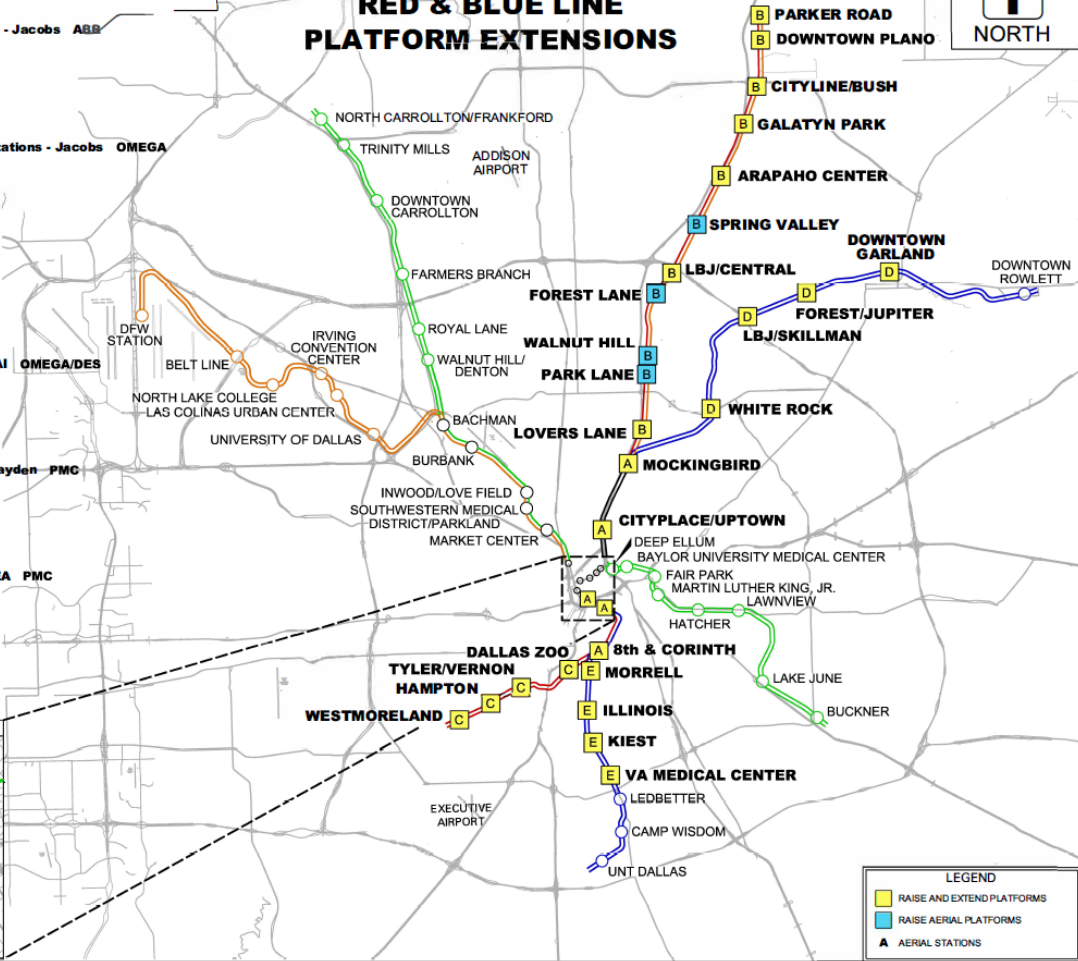 RED & BLUE LINE
PLATFORM EXTENSIONS
- Jacobs ABB
NORTH
B PARKER ROAD
B DOWNTOWN PLANO
B CITYLINE/BUSH
B GALATYN PARK
NORTH CARROLLTON/FRANKFORD
TRINITY MILLS
ations - Jacobs OMEGA
ADDISON
AIRPORT
B ARAPAHO CENTER
DOWNTOWN
CARROLLTON
B SPRING VALLEY
DOWNTOWN
GARLAND
D
B LBJ/CENTRAL
FARMERS BRANCH
DOWNTOWN
ROWLETT
FOREST LANE B
D
FOREST/JUPITER
D
LBJ/SKILLMAN
DFW
STATION
ROYAL LANE
IRVING
CONVENTION
CENTER
WALNUT HILL B
PARK LANE B
WALNUT HILL/
DENTON
AI OMEGA/DES
BELT LINE
NORTH LAKE COLLEGE
LAS COLINAS URBAN CENTER
D WHITE ROCK
BACHMAN
LOVERS LANE B
UNIVERSITY OF DALLAS
BURBANK
A MOCKINGBIRD
ayden PMC
INWOOD/LOVE FIELD
SOUTHWESTERN MEDICAL
DISTRICT/PARKLAND
MARKET CENTER
A CITYPLACE/UPTOWN
DEEP ELLUM
BAYLOR UNIVERSITY MEDICAL CENTER
FAIR PARK
MARTIN LUTHER KING, JR.
LAWNVIEW
HATCHER
EA PMC
A
A
DALLAS ZOO
C
A 8th & CORINTH
E MORRELL
TYLER/VERNON
C
HAMPTON
C
WESTMORELAND C
LAKE JUNE
BUCKNER
E ILLINOIS
E KIEST
E VA MEDICAL CENTER
LEDBETTER
CAMP WISDOM
UNT DALLAS
EXECUTIVE
AIRPORT
LEGEND
RAISE AND EXTEND PLATFORMS
RAISE AERIAL PLATFORMS
A AERIAL STATIONS